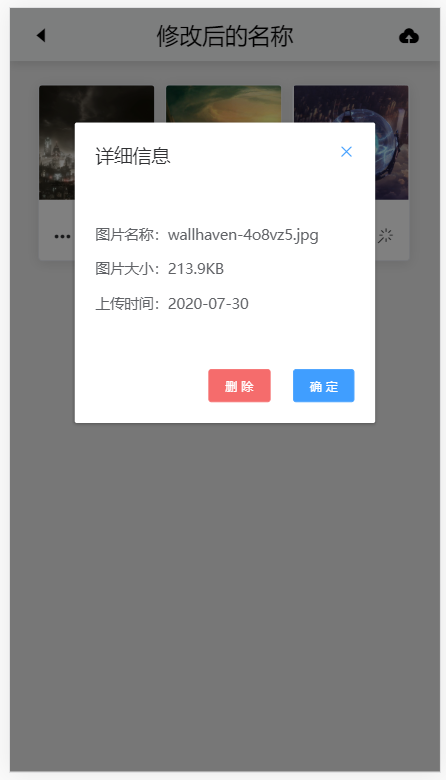 修改后的名称
详细信息
图片名称：wallhaven-4o8vz5.jpg
图片大小：213.9KB
上传时间：2020-07-30
删 除 确 定